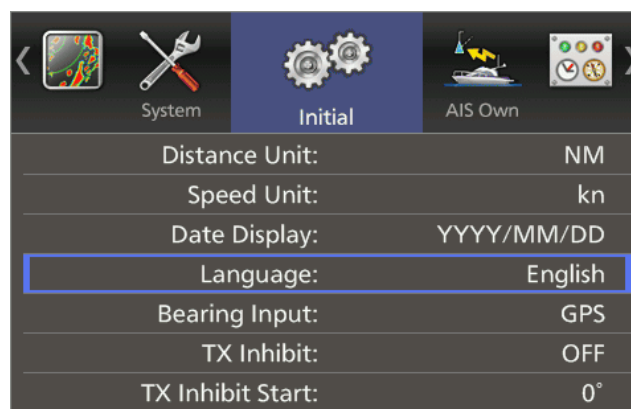 System
Initial
AIS Own
Distance Unit: NM
Speed Unit: kn
Date Display: YYYY/MM/DD
Language: English
Bearing Input: GPS
TX Inhibit: OFF
TX Inhibit Start: 0°